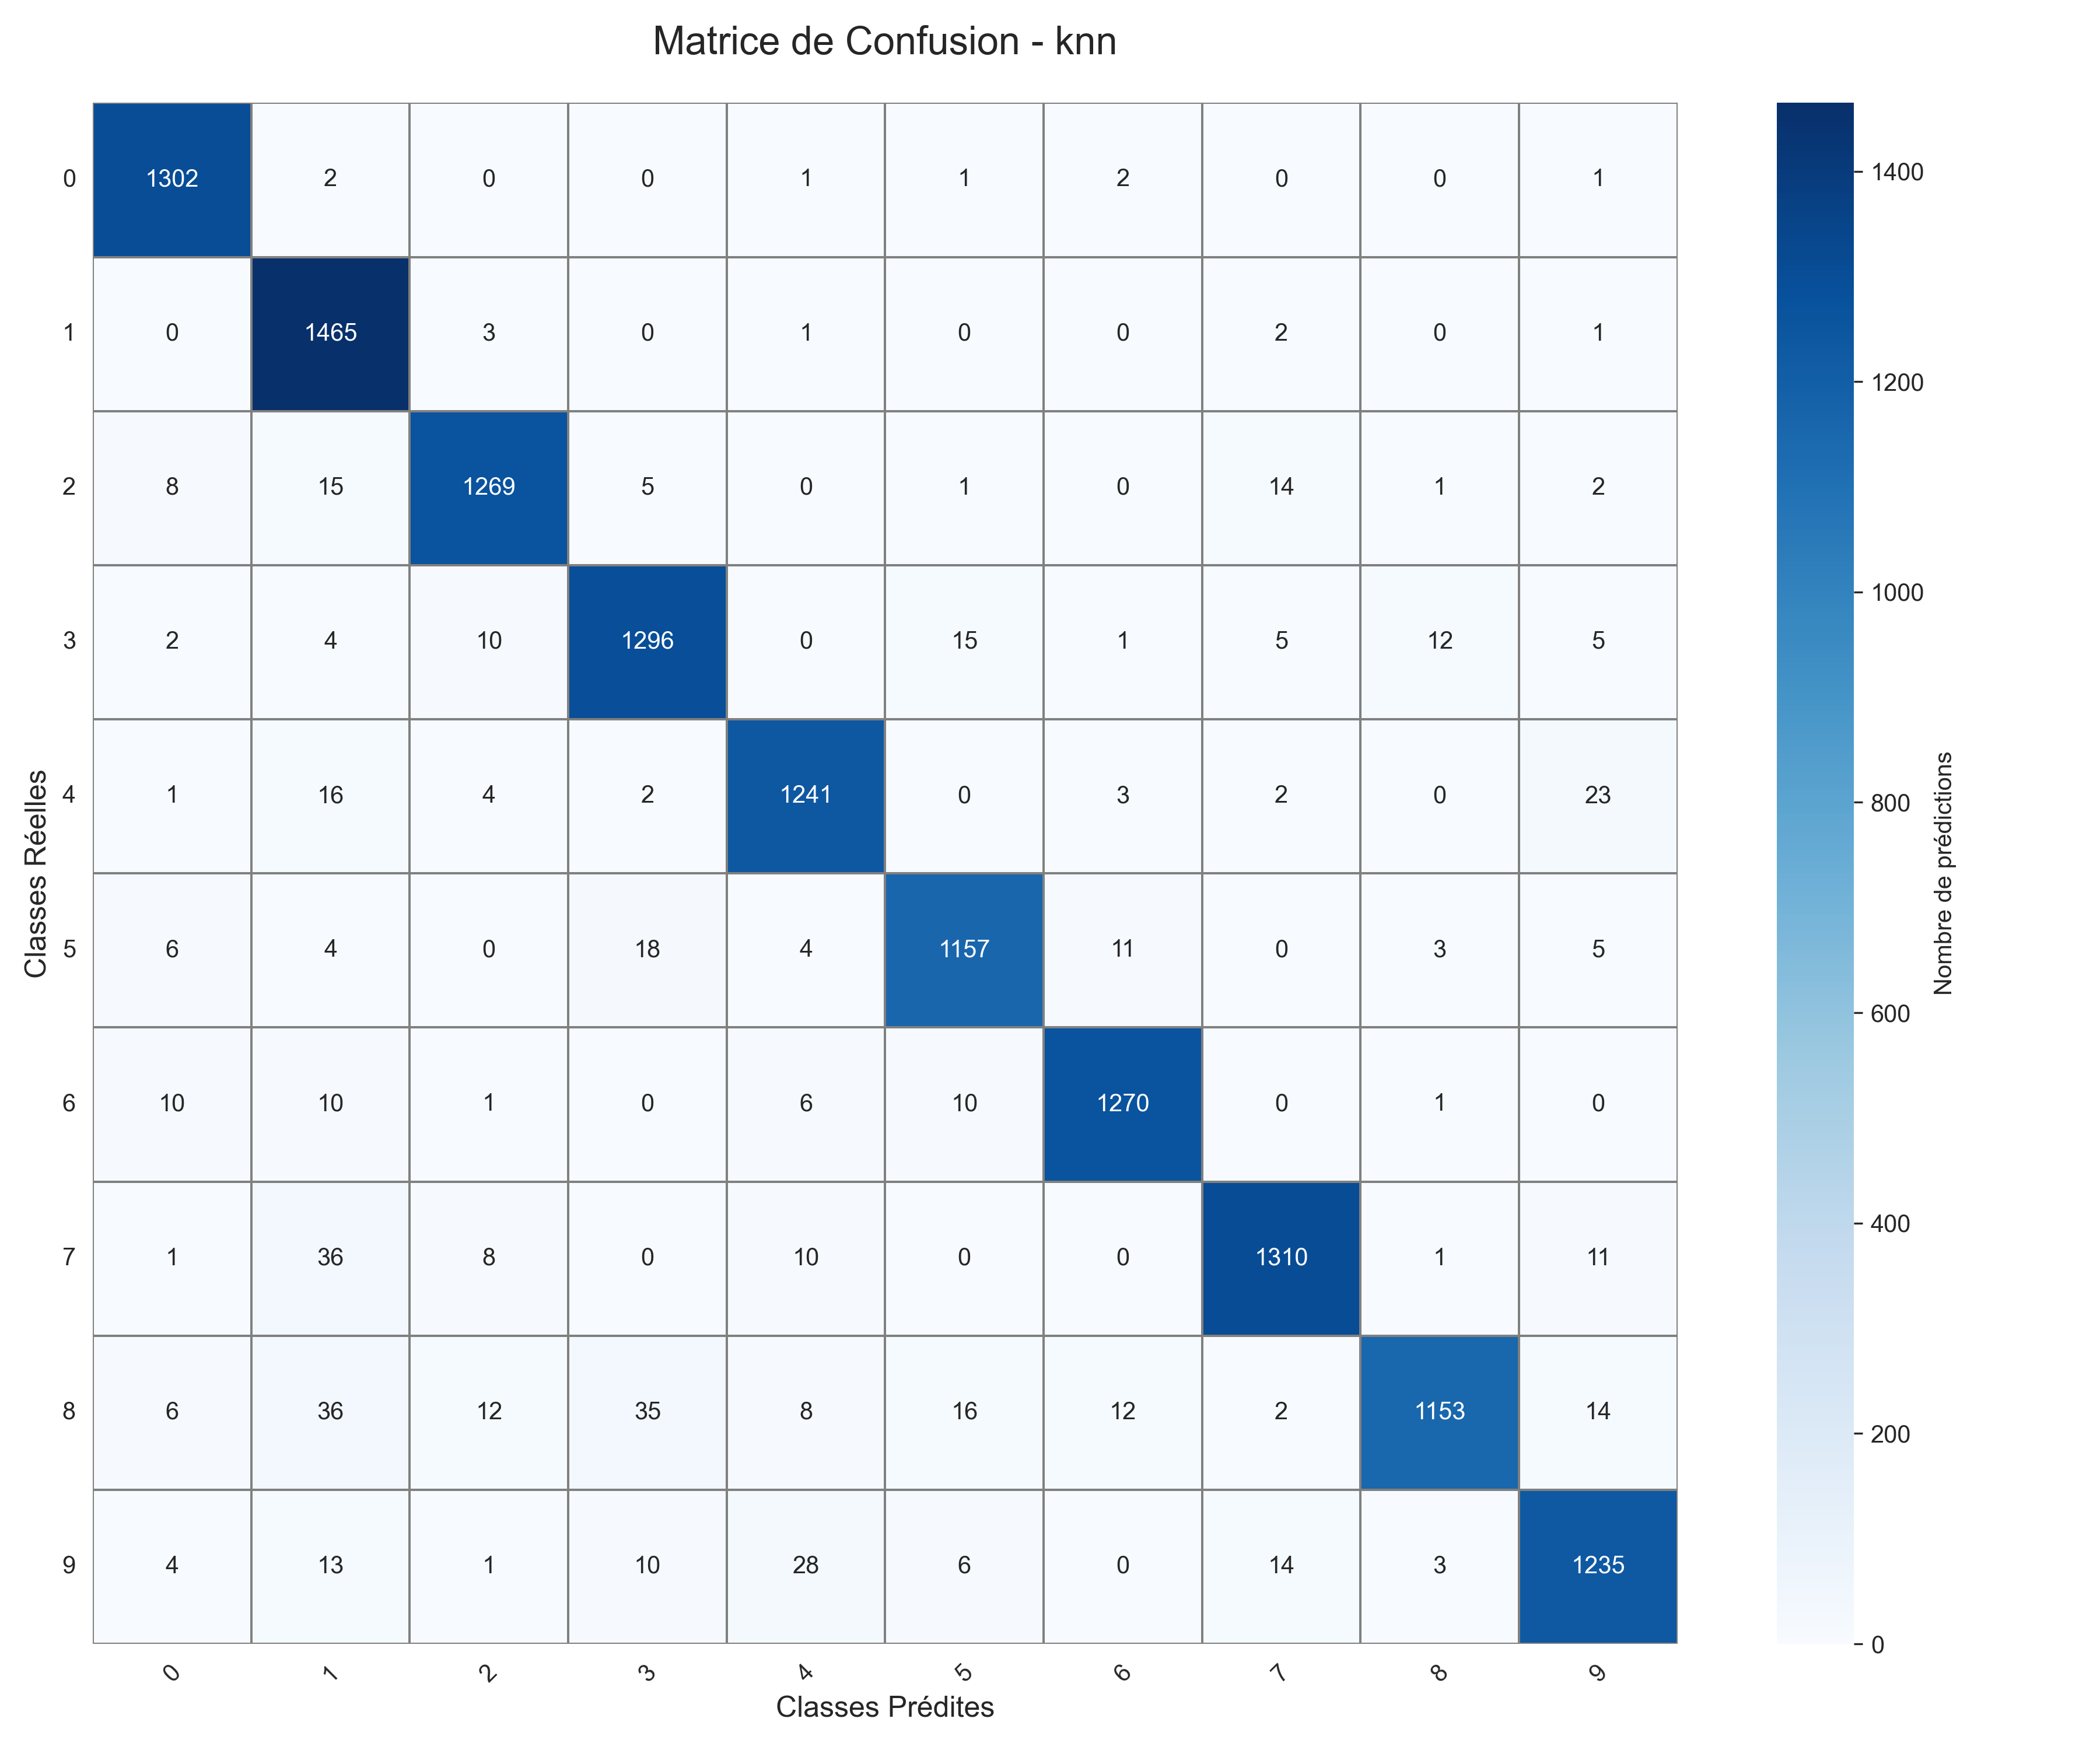 Matrice de Confusion - knn
0 1302 2 0 0 1 1 2 0 0 1
1 0 1465 3 0 1 0 0 2 0 1
2 8 15 1269 5 0 1 0 14 1 2
3 2 4 10 1296 0 15 1 5 12 5
4 1 16 4 2 1241 0 3 2 0 23
5 6 4 0 18 4 1157 11 0 3 5
6 10 10 1 0 6 10 1270 0 1 0
7 1 36 8 0 10 0 0 1310 1 11
8 6 36 12 35 8 16 12 2 1153 14
9 4 13 1 10 28 6 0 14 3 1235
0 1 2 3 4 5 6 7 8 9
Classes Prédites
Classes Réelles
1400
1200
1000
800
600
400
200
0
Nombre de prédictions